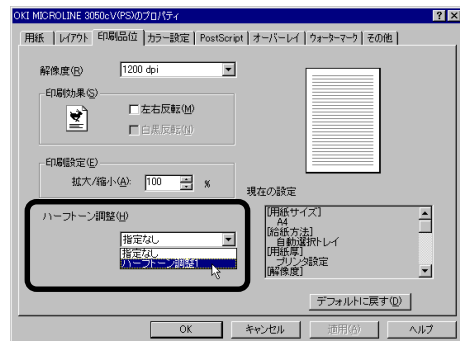 OKI MICROLINE 3050cV(PS)のプロパティ
用紙 レイアウト 印刷品位 カラー設定 PostScript オーバーレイ ウォーターマーク その他
解像度(R) 1200 dpi
印刷効果(S)
左右反転(M)
白黒反転(N)
印刷設定(E)
拡大/縮小(A): 100 %
現在の設定
ハーフトーン調整(H)
指定なし
指定なし
ハーフトーン調整1
[用紙サイズ]
A4
[給紙方法]
自動選択トレイ
[用紙厚]
プリンタ設定
[解像度]
デフォルトに戻す(D)
OK キャンセル 適用(A) ヘルプ